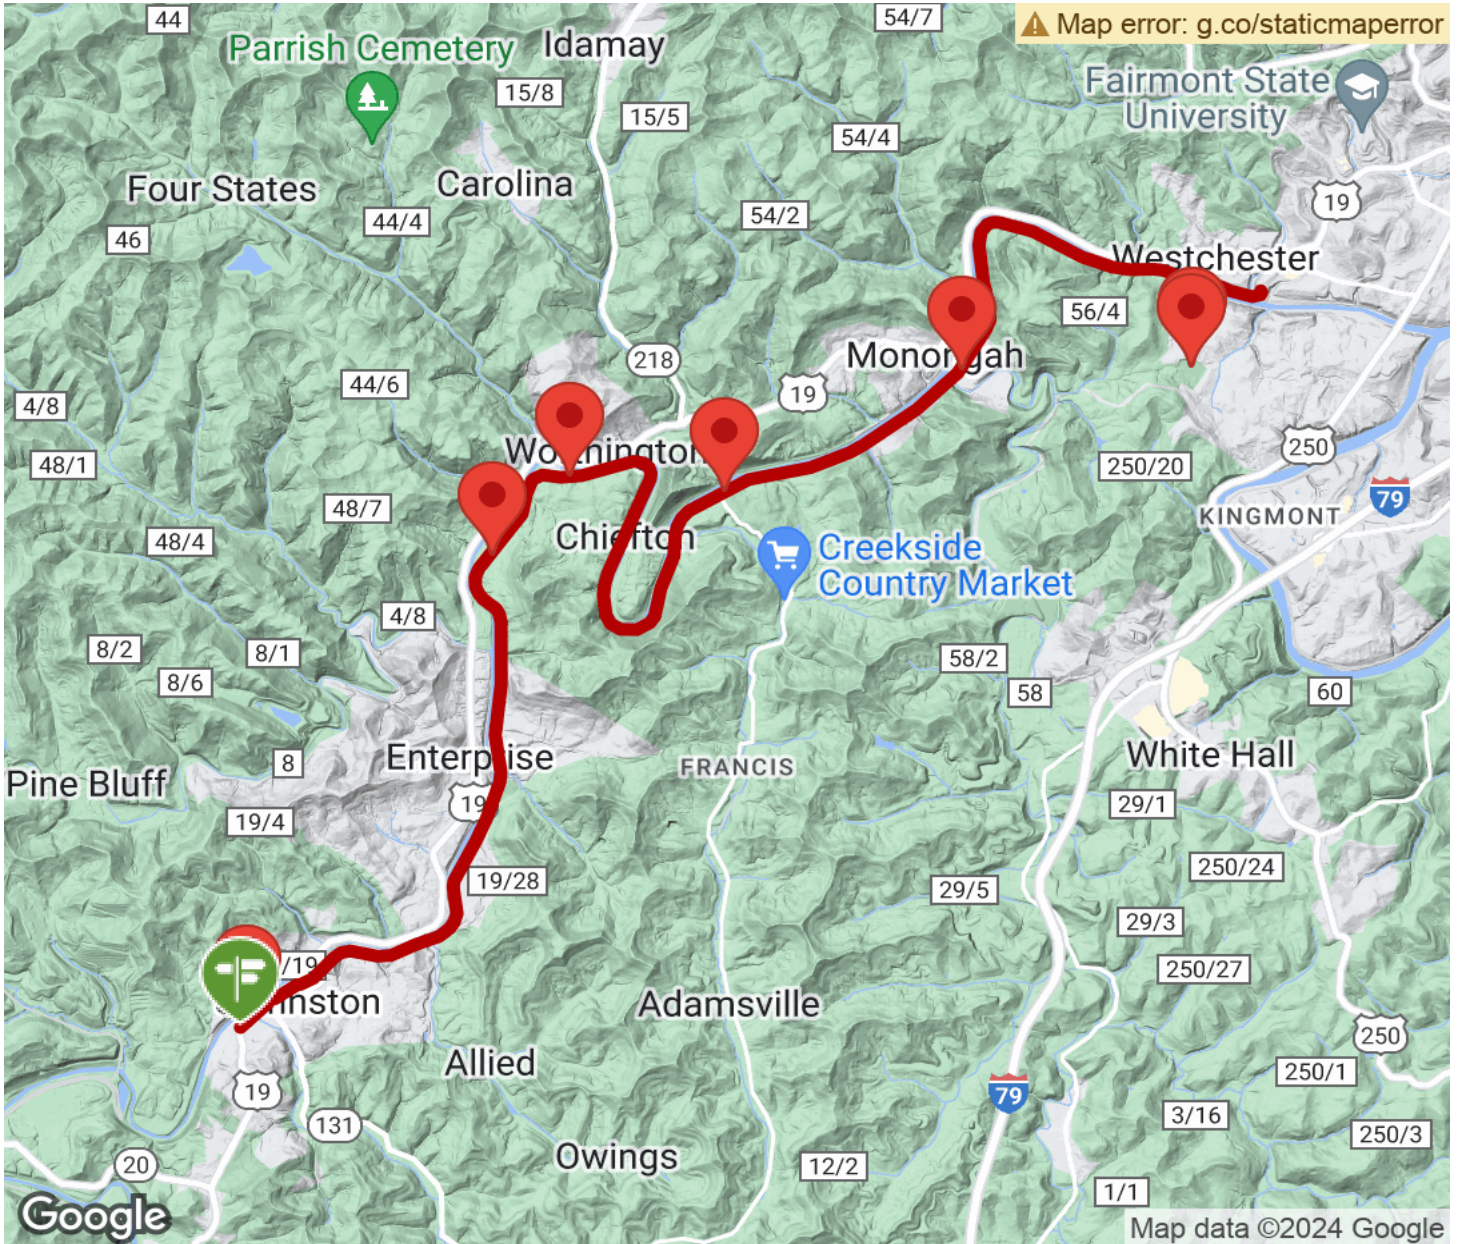 44
54/7
Map error: g.co/staticmaperror
Parrish Cemetery
Idamay
15/8
15/5
54/4
Fairmont State
University
Four States
Carolina
44/4
54/2
19
46
Westchester
56/4
218
44/6
Monongah
19
4/8
250
48/1
250/20
79
48/7
KINGMONT
48/4
Chiefton
Creekside
Country Market
4/8
8/2
8/1
58/2
8/6
58
60
8
Enterprise
FRANCIS
White Hall
Pine Bluff
19
29/1
19/4
250/24
19/28
29/5
29/3
/19
250/27
nston
Adamsville
250
Allied
250/1
19
79
3/16
131
250/3
20
Owings
12/2
1/1
Google
Map data ©2024 Google